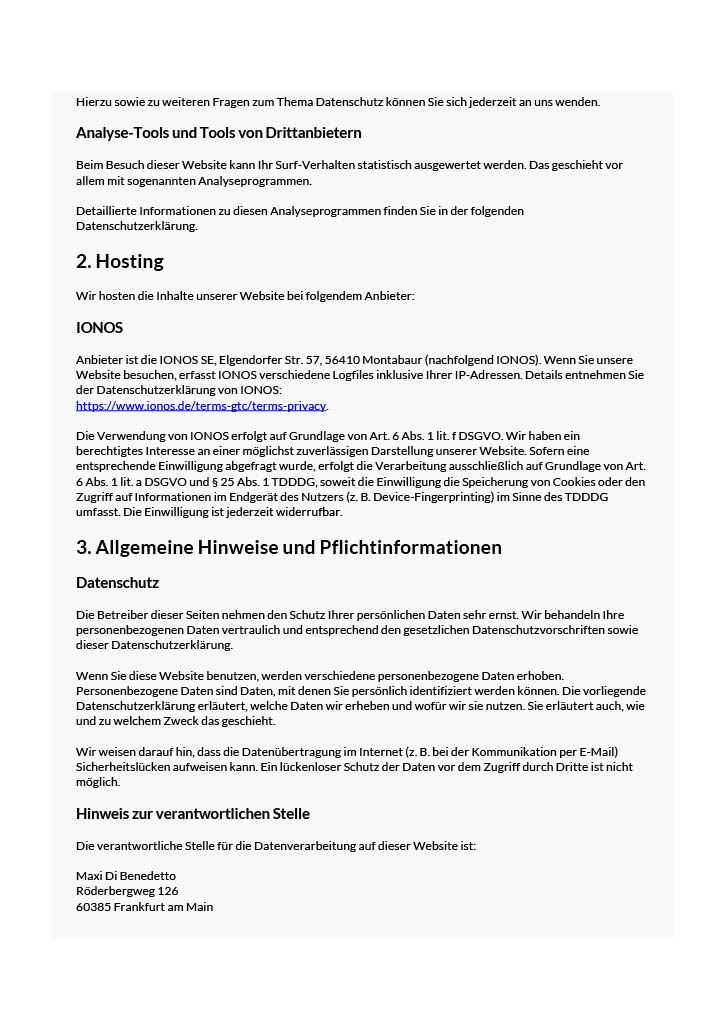 Hierzu sowie zu weiteren Fragen zum Thema Datenschutz können Sie sich jederzeit an uns wenden.
Analyse-Tools und Tools von Drittanbietern
Beim Besuch dieser Website kann Ihr Surf-Verhalten statistisch ausgewertet werden. Das geschieht vor
allem mit sogenannten Analyseprogrammen.
Detaillierte Informationen zu diesen Analyseprogrammen finden Sie in der folgenden
Datenschutzerklärung.
2. Hosting
Wir hosten die Inhalte unserer Website bei folgendem Anbieter:
IONOS
Anbieter ist die IONOS SE, Elgendorfer Str. 57, 56410 Montabaur (nachfolgend IONOS). Wenn Sie unsere
Website besuchen, erfasst IONOS verschiedene Logfiles inklusive Ihrer IP-Adressen. Details entnehmen Sie
der Datenschutzerklärung von IONOS:
https://www.ionos.de/terms-gtc/terms-privacy.
Die Verwendung von IONOS erfolgt auf Grundlage von Art. 6 Abs. 1 lit. f DSGVO. Wir haben ein
berechtigtes Interesse an einer möglichst zuverlässigen Darstellung unserer Website. Sofern eine
entsprechende Einwilligung abgefragt wurde, erfolgt die Verarbeitung ausschließlich auf Grundlage von Art.
6 Abs. 1 lit. a DSGVO und § 25 Abs. 1 TDDDG, soweit die Einwilligung die Speicherung von Cookies oder den
Zugriff auf Informationen im Endgerät des Nutzers (z. B. Device-Fingerprinting) im Sinne des TDDDG
umfasst. Die Einwilligung ist jederzeit widerrufbar.
3. Allgemeine Hinweise und Pflichtinformationen
Datenschutz
Die Betreiber dieser Seiten nehmen den Schutz Ihrer persönlichen Daten sehr ernst. Wir behandeln Ihre
personenbezogenen Daten vertraulich und entsprechend den gesetzlichen Datenschutzvorschriften sowie
dieser Datenschutzerklärung.
Wenn Sie diese Website benutzen, werden verschiedene personenbezogene Daten erhoben.
Personenbezogene Daten sind Daten, mit denen Sie persönlich identifiziert werden können. Die vorliegende
Datenschutzerklärung erläutert, welche Daten wir erheben und wofür wir sie nutzen. Sie erläutert auch, wie
und zu welchem Zweck das geschieht.
Wir weisen darauf hin, dass die Datenübertragung im Internet (z. B. bei der Kommunikation per E-Mail)
Sicherheitslücken aufweisen kann. Ein lückenloser Schutz der Daten vor dem Zugriff durch Dritte ist nicht
möglich.
Hinweis zur verantwortlichen Stelle
Die verantwortliche Stelle für die Datenverarbeitung auf dieser Website ist:
Maxi Di Benedetto
Röderbergweg 126
60385 Frankfurt am Main